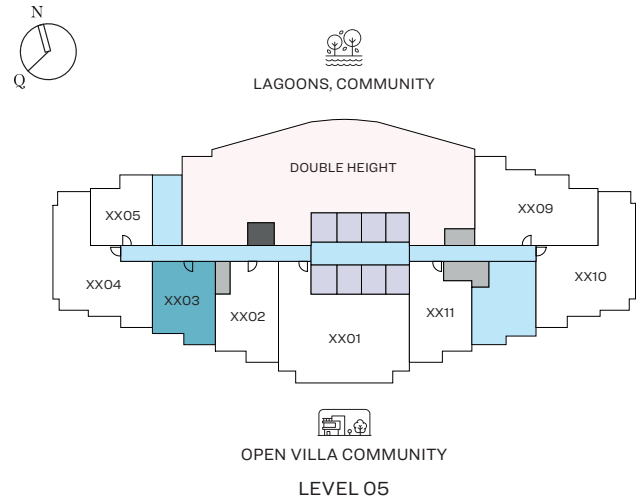 N
Q
LAGOONS, COMMUNITY
DOUBLE HEIGHT
XX05
XX09
XX04
XX03
XX02
XX01
XX11
XX10
OPEN VILLA COMMUNITY
LEVEL 05